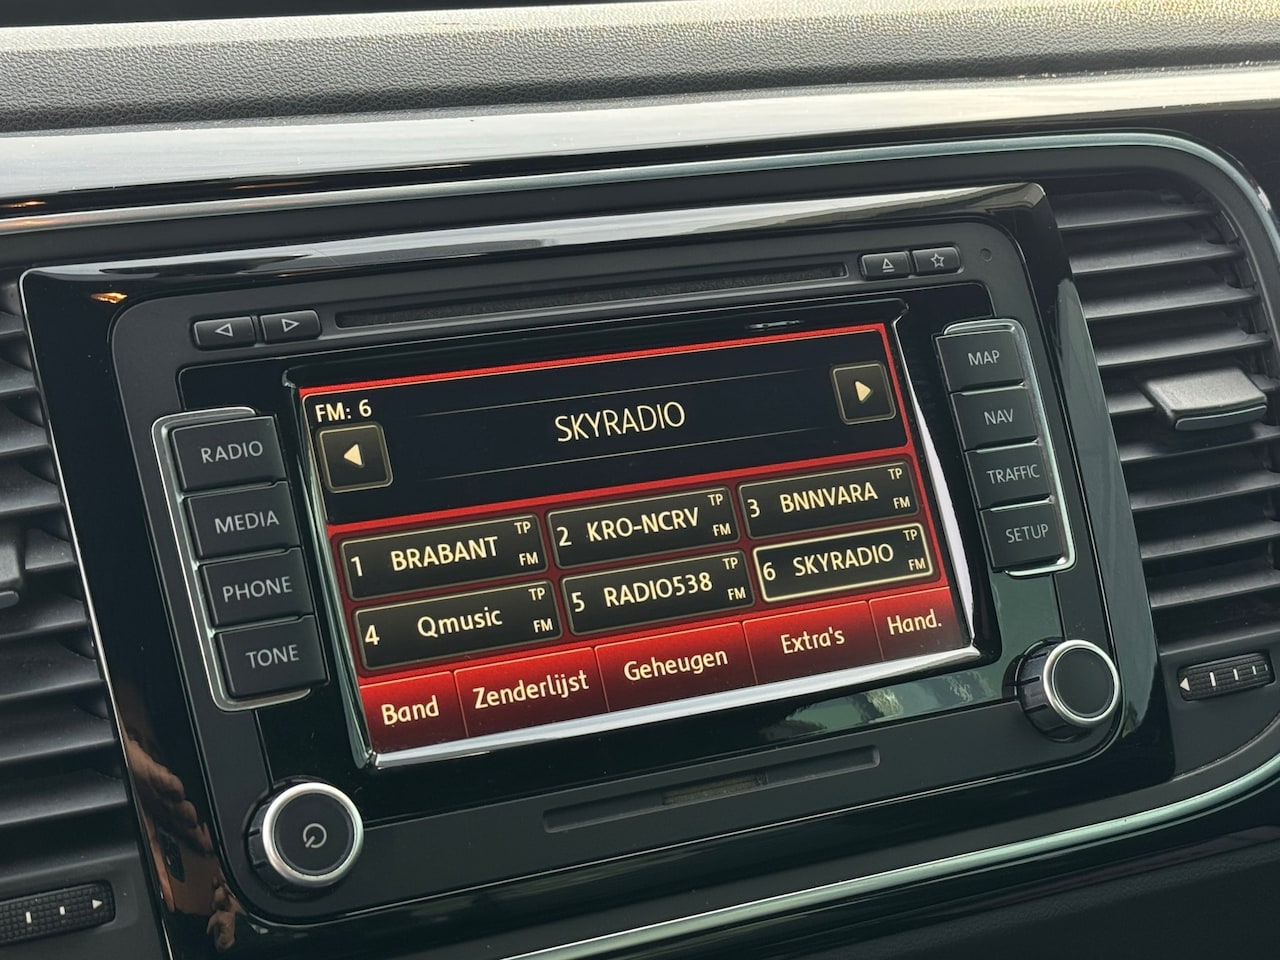 FM: 6
SKYRADIO
1 BRABANT TP FM
2 KRO-NCRV TP FM
3 BNNVARA TP FM
4 Qmusic TP FM
5 RADIO538 TP FM
6 SKYRADIO TP FM
Band Zenderlijst Geheugen Extra's Hand.
RADIO
MEDIA
PHONE
TONE
MAP
NAV
TRAFFIC
SETUP